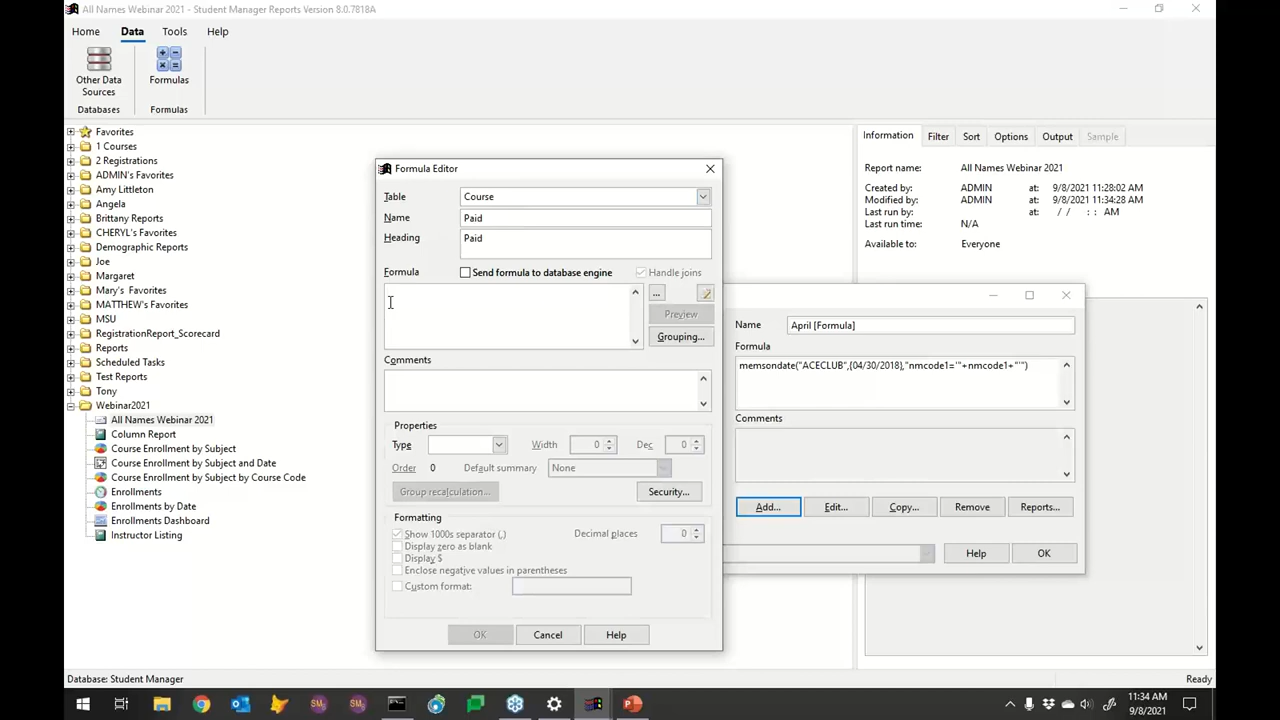 All Names Webinar 2021 - Student Manager Reports Version 8.0.7818A
Home Data Tools Help
Other Data
Sources
Formulas
Databases
Formulas
Favorites
1 Courses
2 Registrations
ADMIN's Favorites
Amy Littleton
Angela
Brittany Reports
CHERYL's Favorites
Demographic Reports
Joe
Margaret
Mary's Favorites
MATTHEW's Favorites
MSU
RegistrationReport_Scorecard
Reports
Scheduled Tasks
Test Reports
Tony
Webinar2021
All Names Webinar 2021
Column Report
Course Enrollment by Subject
Course Enrollment by Subject and Date
Course Enrollment by Subject by Course Code
Enrollments
Enrollments by Date
Enrollments Dashboard
Instructor Listing
Formula Editor
Table Course
Name Paid
Heading Paid
Formula Send formula to database engine Handle joins
...
Preview
Grouping...
Comments
Properties
Type Width 0 Dec 0
Order 0 Default summary None
Group recalculation... Security...
Formatting
Show 1000s separator (,) Decimal places 0
Display zero as blank
Display $
Enclose negative values in parentheses
Custom format:
OK Cancel Help
Information Filter Sort Options Output Sample
Report name: All Names Webinar 2021
Created by: ADMIN at: 9/8/2021 11:28:02 AM
Modified by: ADMIN at: 9/8/2021 11:34:28 AM
Last run by: at: / / : : AM
Last run time: N/A
Available to: Everyone
Name April [Formula]
Formula
memsondate("ACECLUB",{04/30/2018},"nmcode1='"+nmcode1+"'")
Comments
Add... Edit... Copy... Remove Reports...
Help OK
Database: Student Manager Ready
11:34 AM
9/8/2021